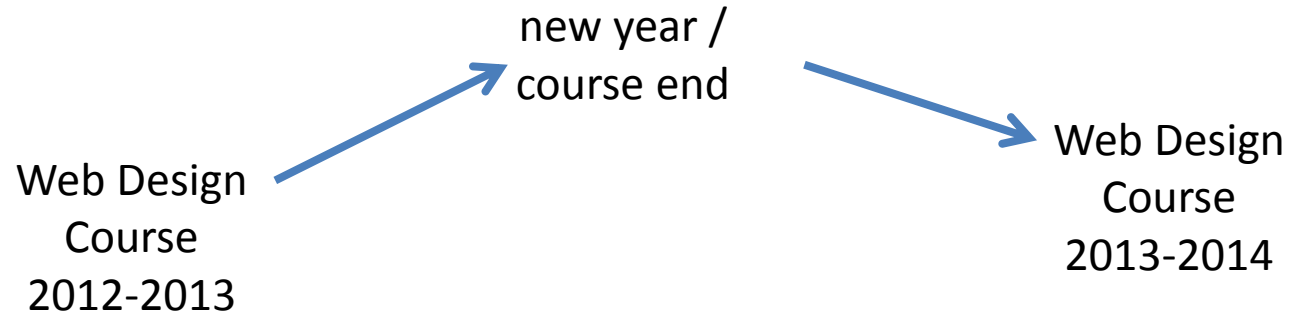 new year /
course end
Web Design
Course
2012-2013
Web Design
Course
2013-2014